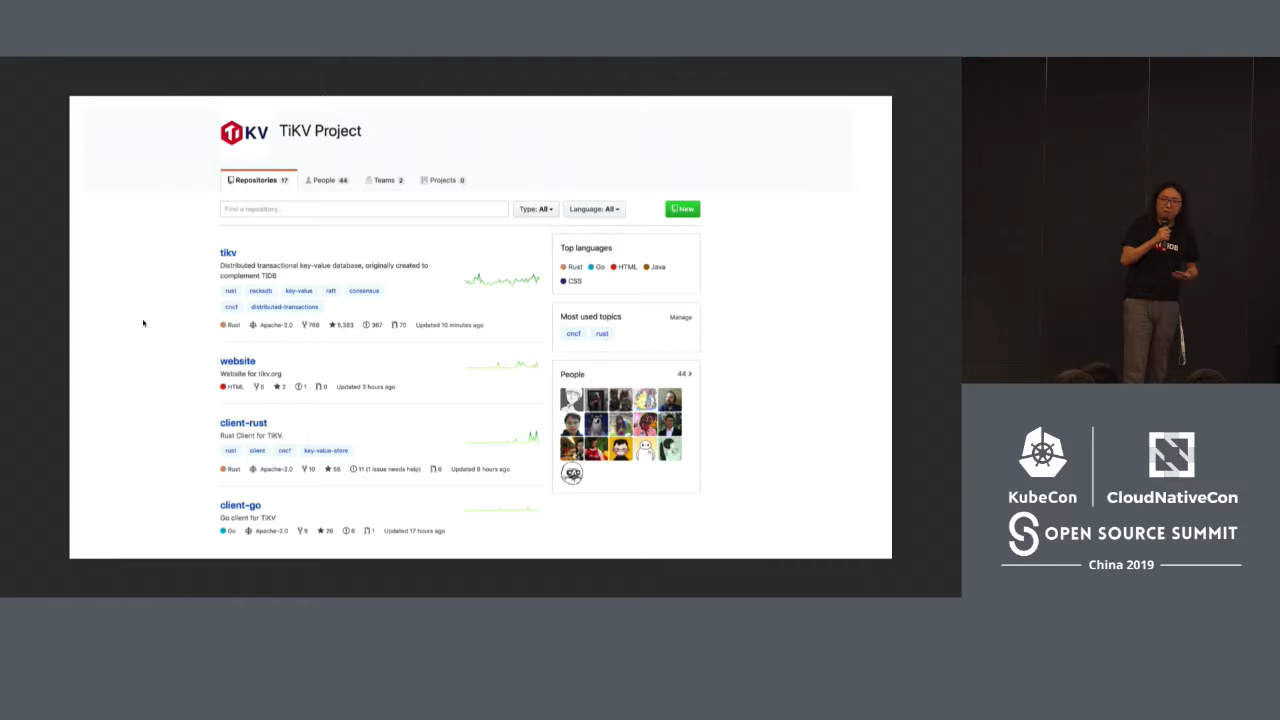 TiKV
TiKV Project
Repositories 17
People 44
Teams 2
Projects 0
Find a repository...
Type: All
Language: All
New
tikv
Distributed transactional key-value database, originally created to
complement TiDB
rust rocksdb key-value raft consensus
cncf distributed-transactions
Rust Apache-2.0 768 5,383 367 70 Updated 10 minutes ago
website
Website for tikv.org
HTML 6 2 1 0 Updated 3 hours ago
client-rust
Rust Client for TiKV.
rust client cncf key-value-store
Rust Apache-2.0 10 56 11 (1 issue needs help) 6 Updated 6 hours ago
client-go
Go client for TiKV
Go Apache-2.0 9 26 6 1 Updated 17 hours ago
Top languages
Rust Go HTML Java
CSS
Most used topics
Manage
cncf rust
People
44
KubeCon
CloudNativeCon
OPEN SOURCE SUMMIT
China 2019